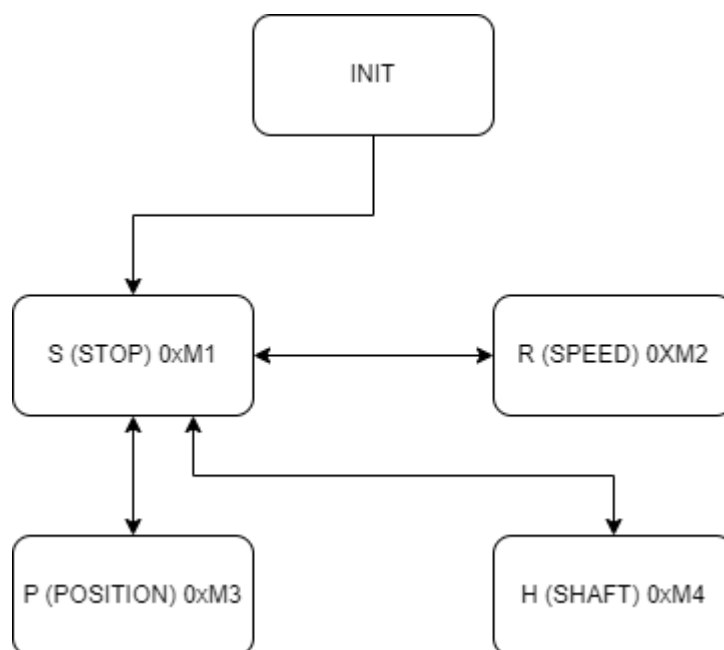 INIT
S (STOP) 0xM1
R (SPEED) 0XM2
P (POSITION) 0xM3
H (SHAFT) 0xM4